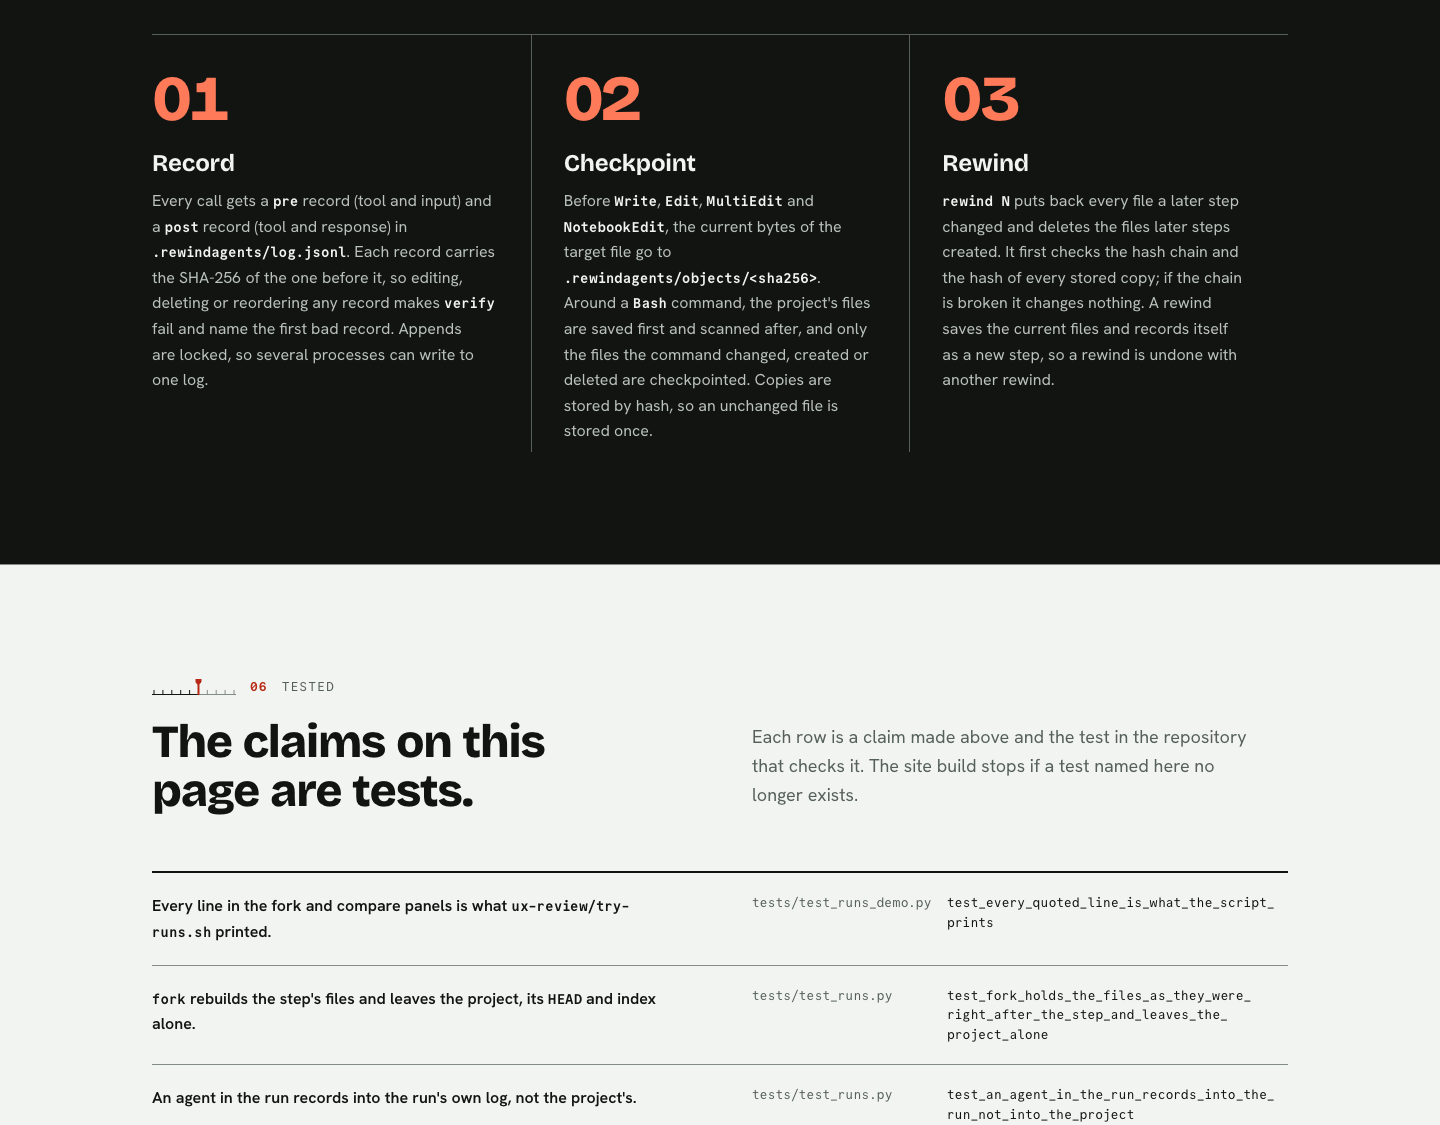 01
Record
Every call gets a pre record (tool and input) and
a post record (tool and response) in
.rewindagents/log.jsonl. Each record carries
the SHA-256 of the one before it, so editing,
deleting or reordering any record makes verify
fail and name the first bad record. Appends
are locked, so several processes can write to
one log.
02
Checkpoint
Before Write, Edit, MultiEdit and
NotebookEdit, the current bytes of the
target file go to
.rewindagents/objects/<sha256>.
Around a Bash command, the project's files
are saved first and scanned after, and only
the files the command changed, created or
deleted are checkpointed. Copies are
stored by hash, so an unchanged file is
stored once.
03
Rewind
rewind N puts back every file a later step
changed and deletes the files later steps
created. It first checks the hash chain and
the hash of every stored copy; if the chain
is broken it changes nothing. A rewind
saves the current files and records itself
as a new step, so a rewind is undone with
another rewind.
06 TESTED
The claims on this
page are tests.
Each row is a claim made above and the test in the repository
that checks it. The site build stops if a test named here no
longer exists.
Every line in the fork and compare panels is what ux-review/try-
runs.sh printed.
tests/test_runs_demo.py
test_every_quoted_line_is_what_the_script_
prints
fork rebuilds the step's files and leaves the project, its HEAD and index
alone.
tests/test_runs.py
test_fork_holds_the_files_as_they_were_
right_after_the_step_and_leaves_the_
project_alone
An agent in the run records into the run's own log, not the project's.
tests/test_runs.py
test_an_agent_in_the_run_records_into_the_
run_not_into_the_project